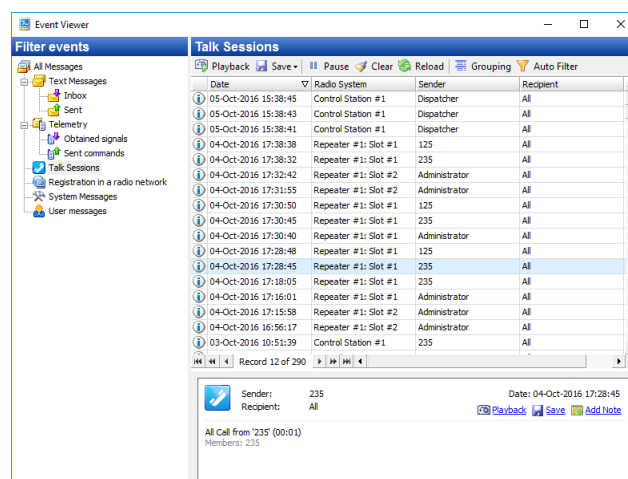 Event Viewer
Filter events
All Messages
Text Messages
Inbox
Sent
Telemetry
Obtained signals
Sent commands
Talk Sessions
Registration in a radio network
System Messages
User messages
Talk Sessions
Playback Save Pause Clear Reload Grouping Auto Filter
Date Radio System Sender Recipient
05-Oct-2016 15:38:45 Control Station #1 Dispatcher All
05-Oct-2016 15:38:43 Control Station #1 Dispatcher All
05-Oct-2016 15:38:41 Control Station #1 Dispatcher All
04-Oct-2016 17:38:38 Repeater #1: Slot #1 125 All
04-Oct-2016 17:38:32 Repeater #1: Slot #1 235 All
04-Oct-2016 17:32:42 Repeater #1: Slot #2 Administrator All
04-Oct-2016 17:31:55 Repeater #1: Slot #2 Administrator All
04-Oct-2016 17:30:50 Repeater #1: Slot #1 125 All
04-Oct-2016 17:30:45 Repeater #1: Slot #1 235 All
04-Oct-2016 17:30:40 Repeater #1: Slot #1 Administrator All
04-Oct-2016 17:28:48 Repeater #1: Slot #1 125 All
04-Oct-2016 17:28:45 Repeater #1: Slot #1 235 All
04-Oct-2016 17:18:05 Repeater #1: Slot #1 235 All
04-Oct-2016 17:16:01 Repeater #1: Slot #1 Administrator All
04-Oct-2016 17:15:58 Repeater #1: Slot #2 Administrator All
04-Oct-2016 16:56:17 Repeater #1: Slot #2 Administrator All
03-Oct-2016 10:51:39 Control Station #1 235 All
Record 12 of 290
Sender: 235 Date: 04-Oct-2016 17:28:45
Recipient: All Playback Save Add Note
All Call from '235' (00:01)
Members: 235